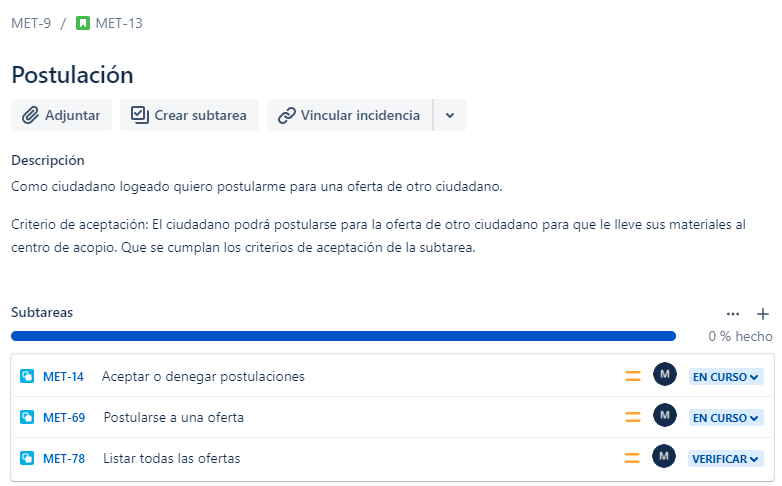 MET-9 / MET-13
Postulación
Adjuntar Crear subtarea Vincular incidencia
Descripción
Como ciudadano logeado quiero postularme para una oferta de otro ciudadano.
Criterio de aceptación: El ciudadano podrá postularse para la oferta de otro ciudadano para que le lleve sus materiales al
centro de acopio. Que se cumplan los criterios de aceptación de la subtarea.
Subtareas
0 % hecho
MET-14 Aceptar o denegar postulaciones M EN CURSO
MET-69 Postularse a una oferta M EN CURSO
MET-78 Listar todas las ofertas M VERIFICAR